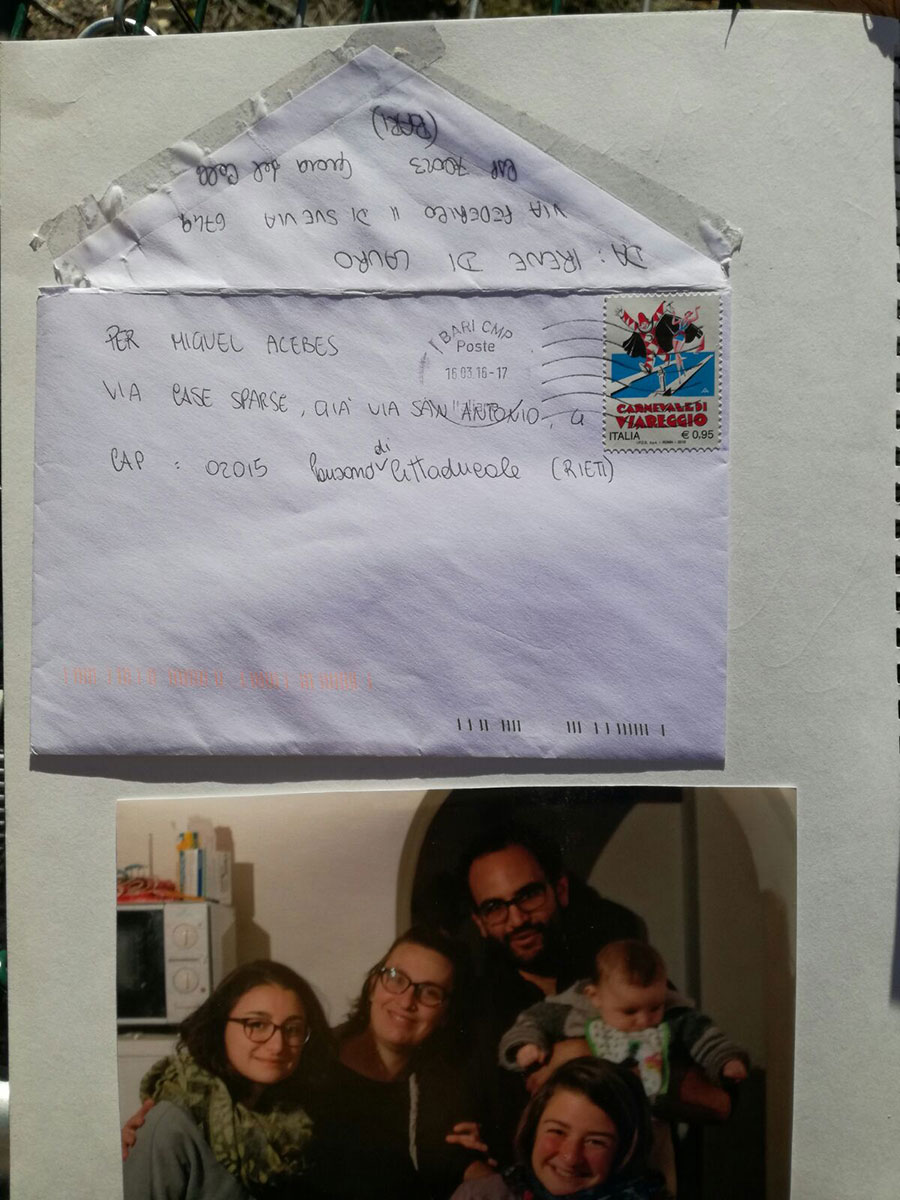 DA: IRENE DI LAURO
VIA FEDERICO II DI SVEVIA 67/9
CAP 70023 Gioia del Colle
(BARI)
PER MIGUEL ACEBES
VIA CASE SPARSE, GIÀ VIA SAN ANTONIO, 4
CAP : 02015 di Cittaducale (RIETI)
BARI CMP
Poste
16.03.16-17
CARNEVALE DI
VIAREGGIO
ITALIA € 0,95